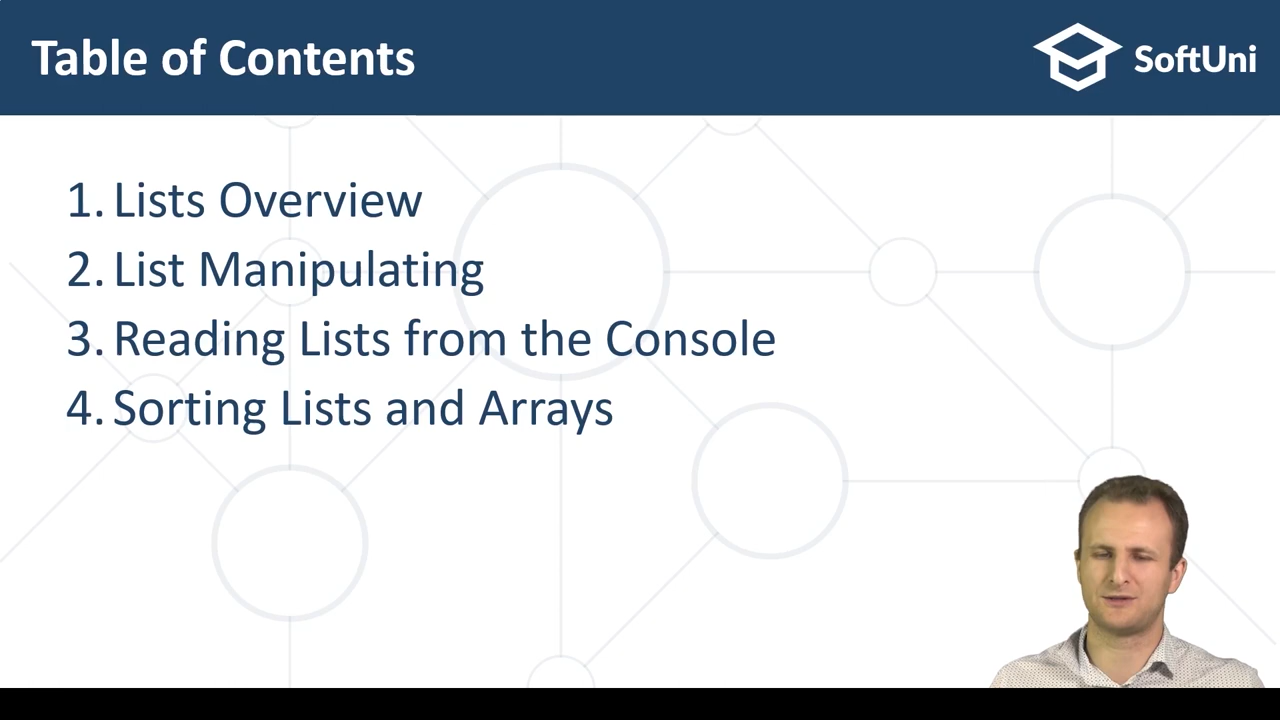 Table of Contents
SoftUni
1. Lists Overview
2. List Manipulating
3. Reading Lists from the Console
4. Sorting Lists and Arrays